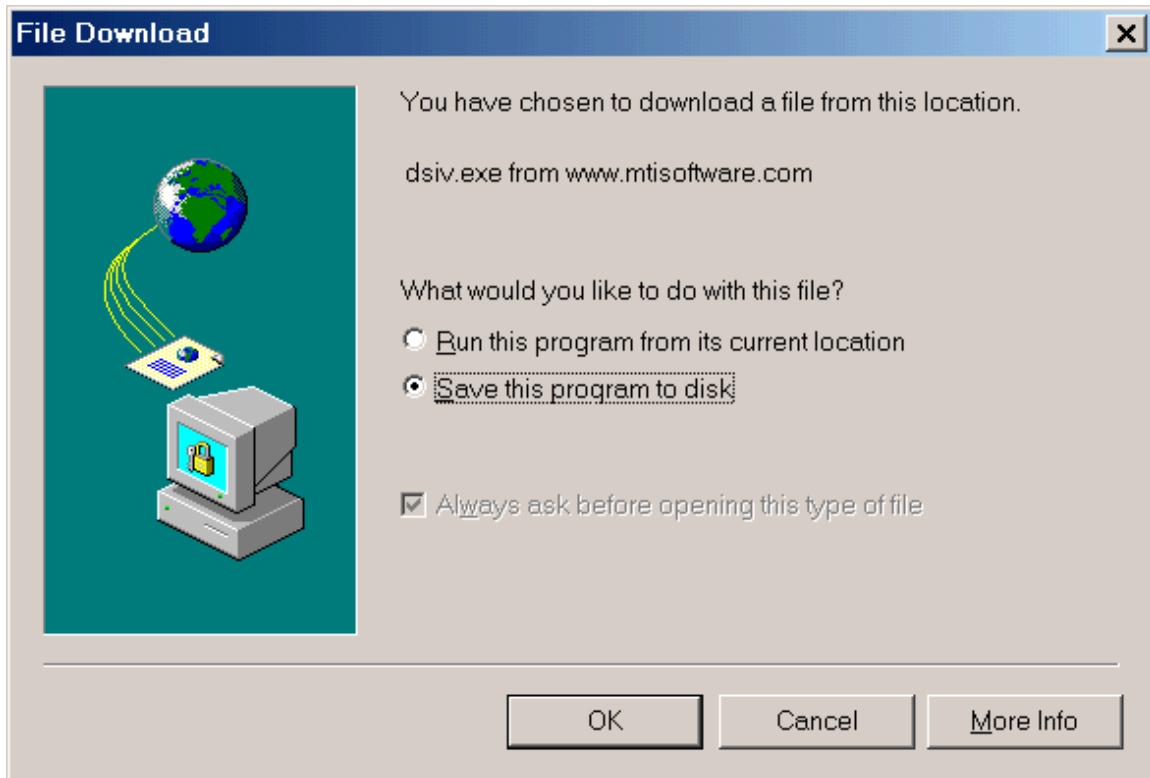 File Download
You have chosen to download a file from this location.
dsiv.exe from www.mtisoftware.com
What would you like to do with this file?
Run this program from its current location
Save this program to disk
Always ask before opening this type of file
OK Cancel More Info